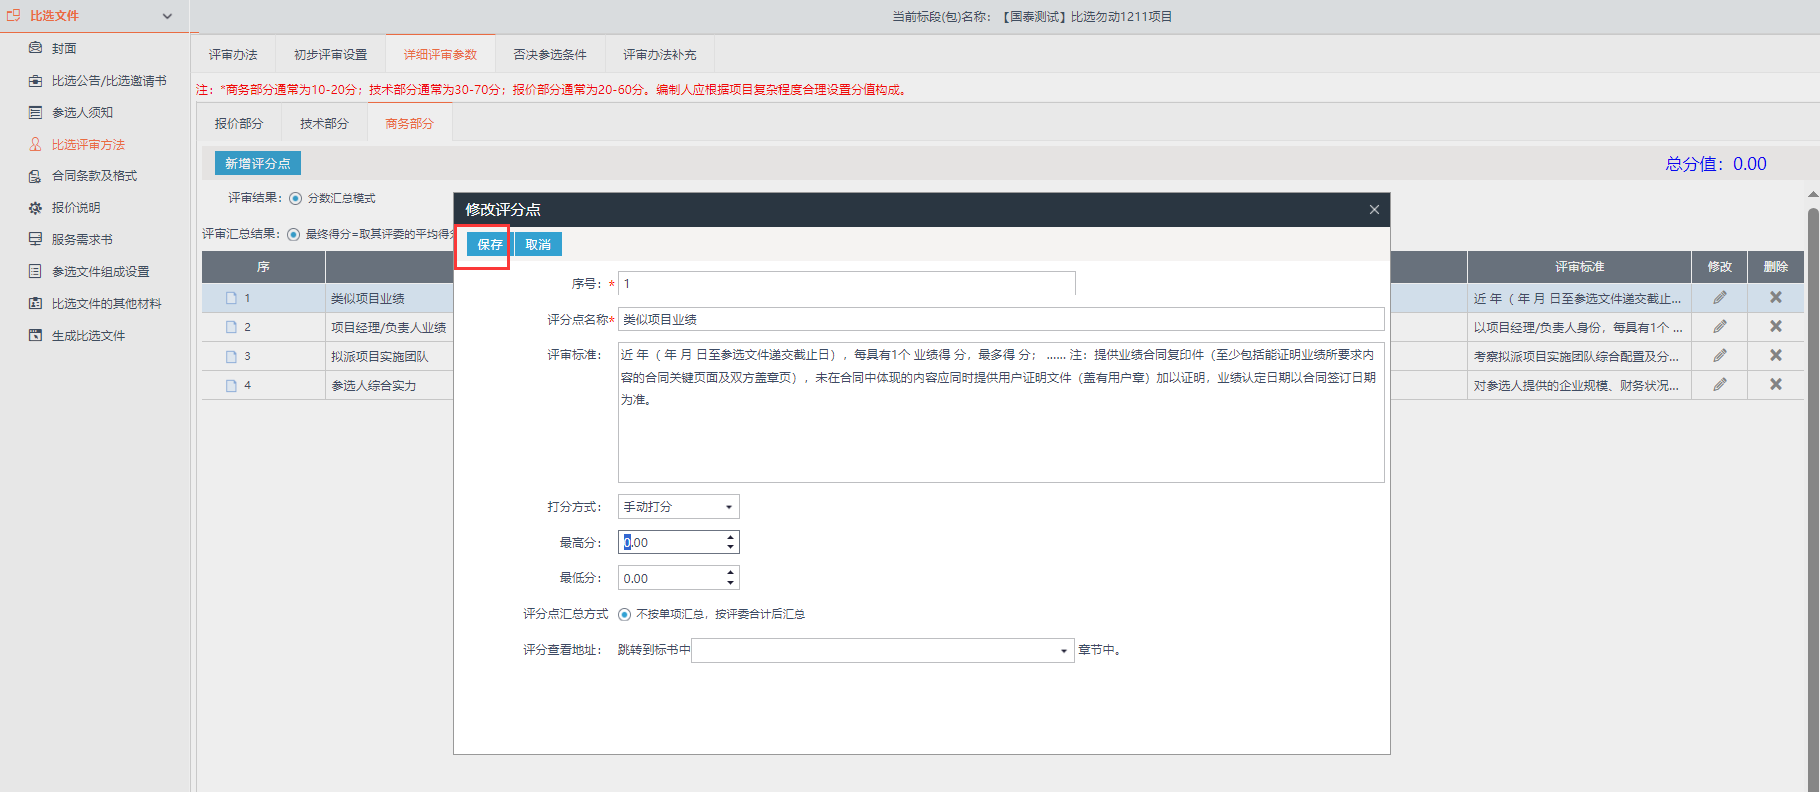 比选文件
当前标段(包)名称：【国泰测试】比选勿动1211项目
封面
比选公告/比选邀请书
参选人须知
比选评审方法
合同条款及格式
报价说明
服务需求书
参选文件组成设置
比选文件的其他材料
生成比选文件
评审办法 初步评审设置 详细评审参数 否决参选条件 评审办法补充
注：*商务部分通常为10-20分；技术部分通常为30-70分；报价部分通常为20-60分。编制人应根据项目复杂程度合理设置分值构成。
报价部分 技术部分 商务部分
新增评分点 总分值：0.00
评审结果： 分数汇总模式
评审汇总结果： 最终得分=取其评委的平均得分
序 评审标准 修改 删除
1 类似项目业绩 近 年（ 年 月 日至参选文件递交截止...
2 项目经理/负责人业绩 以项目经理/负责人身份，每具有1个 ...
3 拟派项目实施团队 考察拟派项目实施团队综合配置及分...
4 参选人综合实力 对参选人提供的企业规模、财务状况...
修改评分点
保存 取消
序号：* 1
评分点名称* 类似项目业绩
评审标准：
近 年（ 年 月 日至参选文件递交截止日），每具有1个 业绩得 分，最多得 分； ...... 注：提供业绩合同复印件（至少包括能证明业绩所要求内
容的合同关键页面及双方盖章页），未在合同中体现的内容应同时提供用户证明文件（盖有用户章）加以证明，业绩认定日期以合同签订日期
为准。
打分方式： 手动打分
最高分： 0.00
最低分： 0.00
评分点汇总方式 不按单项汇总，按评委合计后汇总
评分查看地址： 跳转到标书中 章节中。